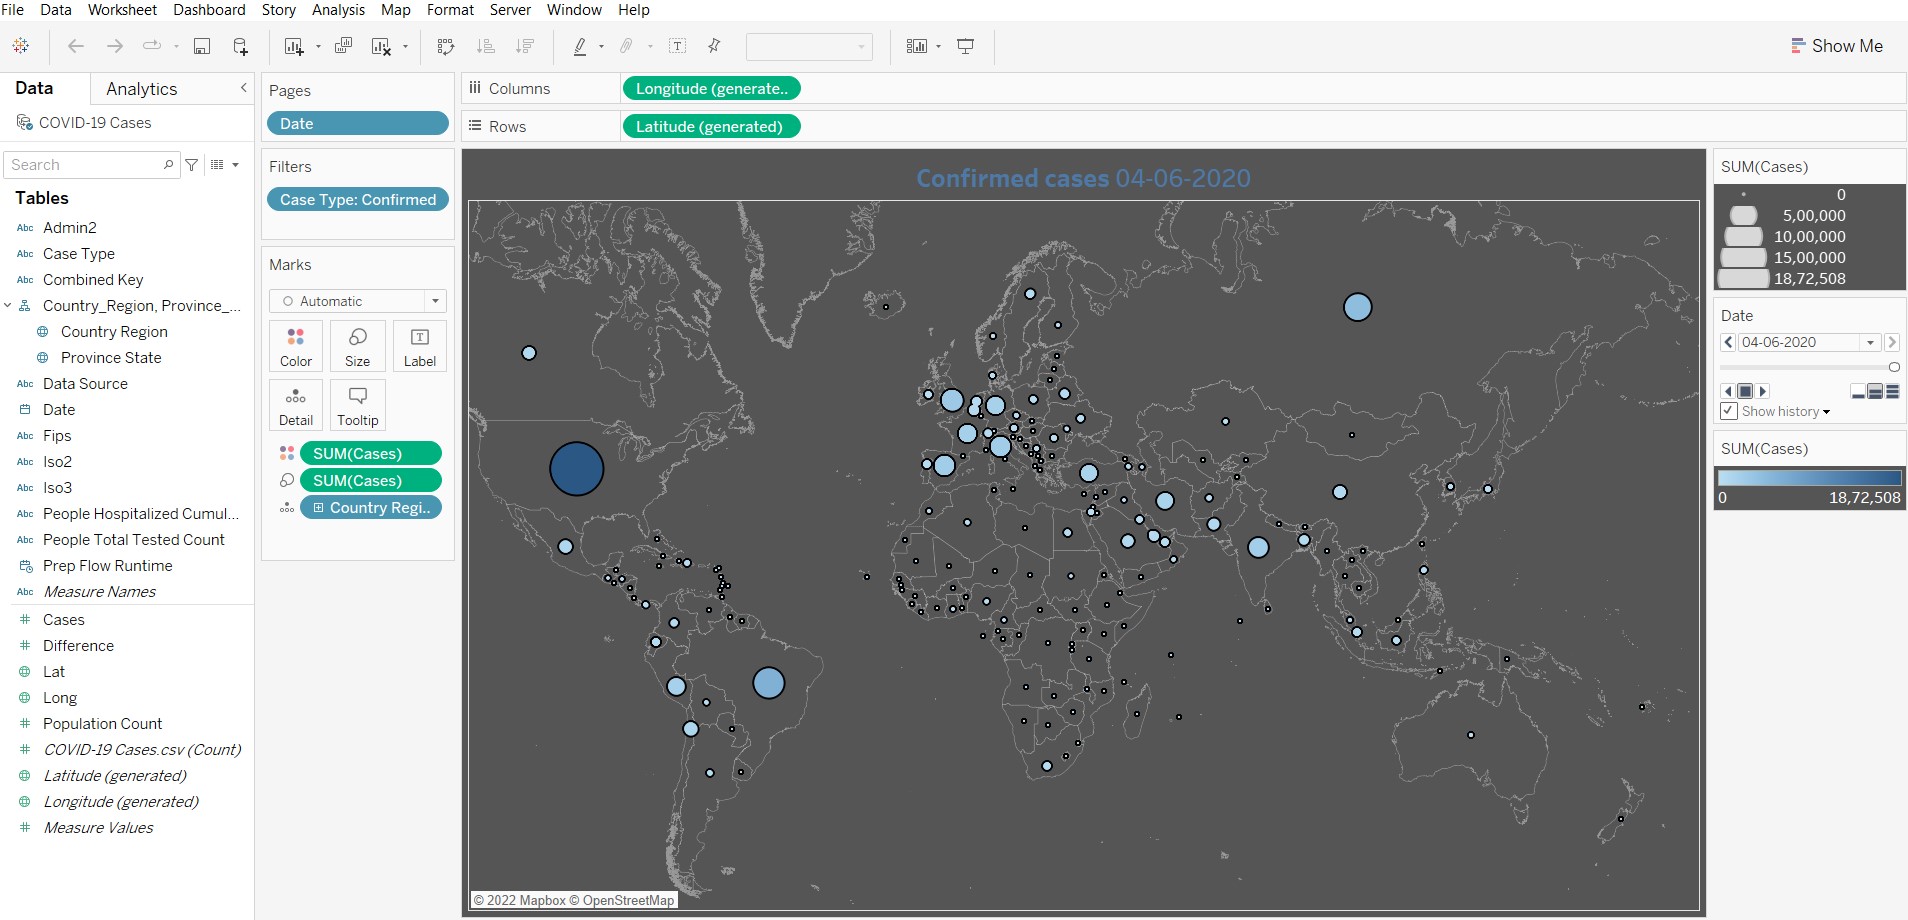 File Data Worksheet Dashboard Story Analysis Map Format Server Window Help
Show Me
Data
Analytics
COVID-19 Cases
Search
Tables
Admin2
Case Type
Combined Key
Country_Region, Province_...
Country Region
Province State
Data Source
Date
Fips
Iso2
Iso3
People Hospitalized Cumul...
People Total Tested Count
Prep Flow Runtime
Measure Names
Cases
Difference
Lat
Long
Population Count
COVID-19 Cases.csv (Count)
Latitude (generated)
Longitude (generated)
Measure Values
Pages
Date
Filters
Case Type: Confirmed
Marks
Automatic
Color
Size
Label
Detail
Tooltip
SUM(Cases)
SUM(Cases)
Country Regi..
Columns
Longitude (generate..
Rows
Latitude (generated)
Confirmed cases 04-06-2020
© 2022 Mapbox © OpenStreetMap
SUM(Cases)
0
5,00,000
10,00,000
15,00,000
18,72,508
Date
04-06-2020
Show history
SUM(Cases)
0 18,72,508